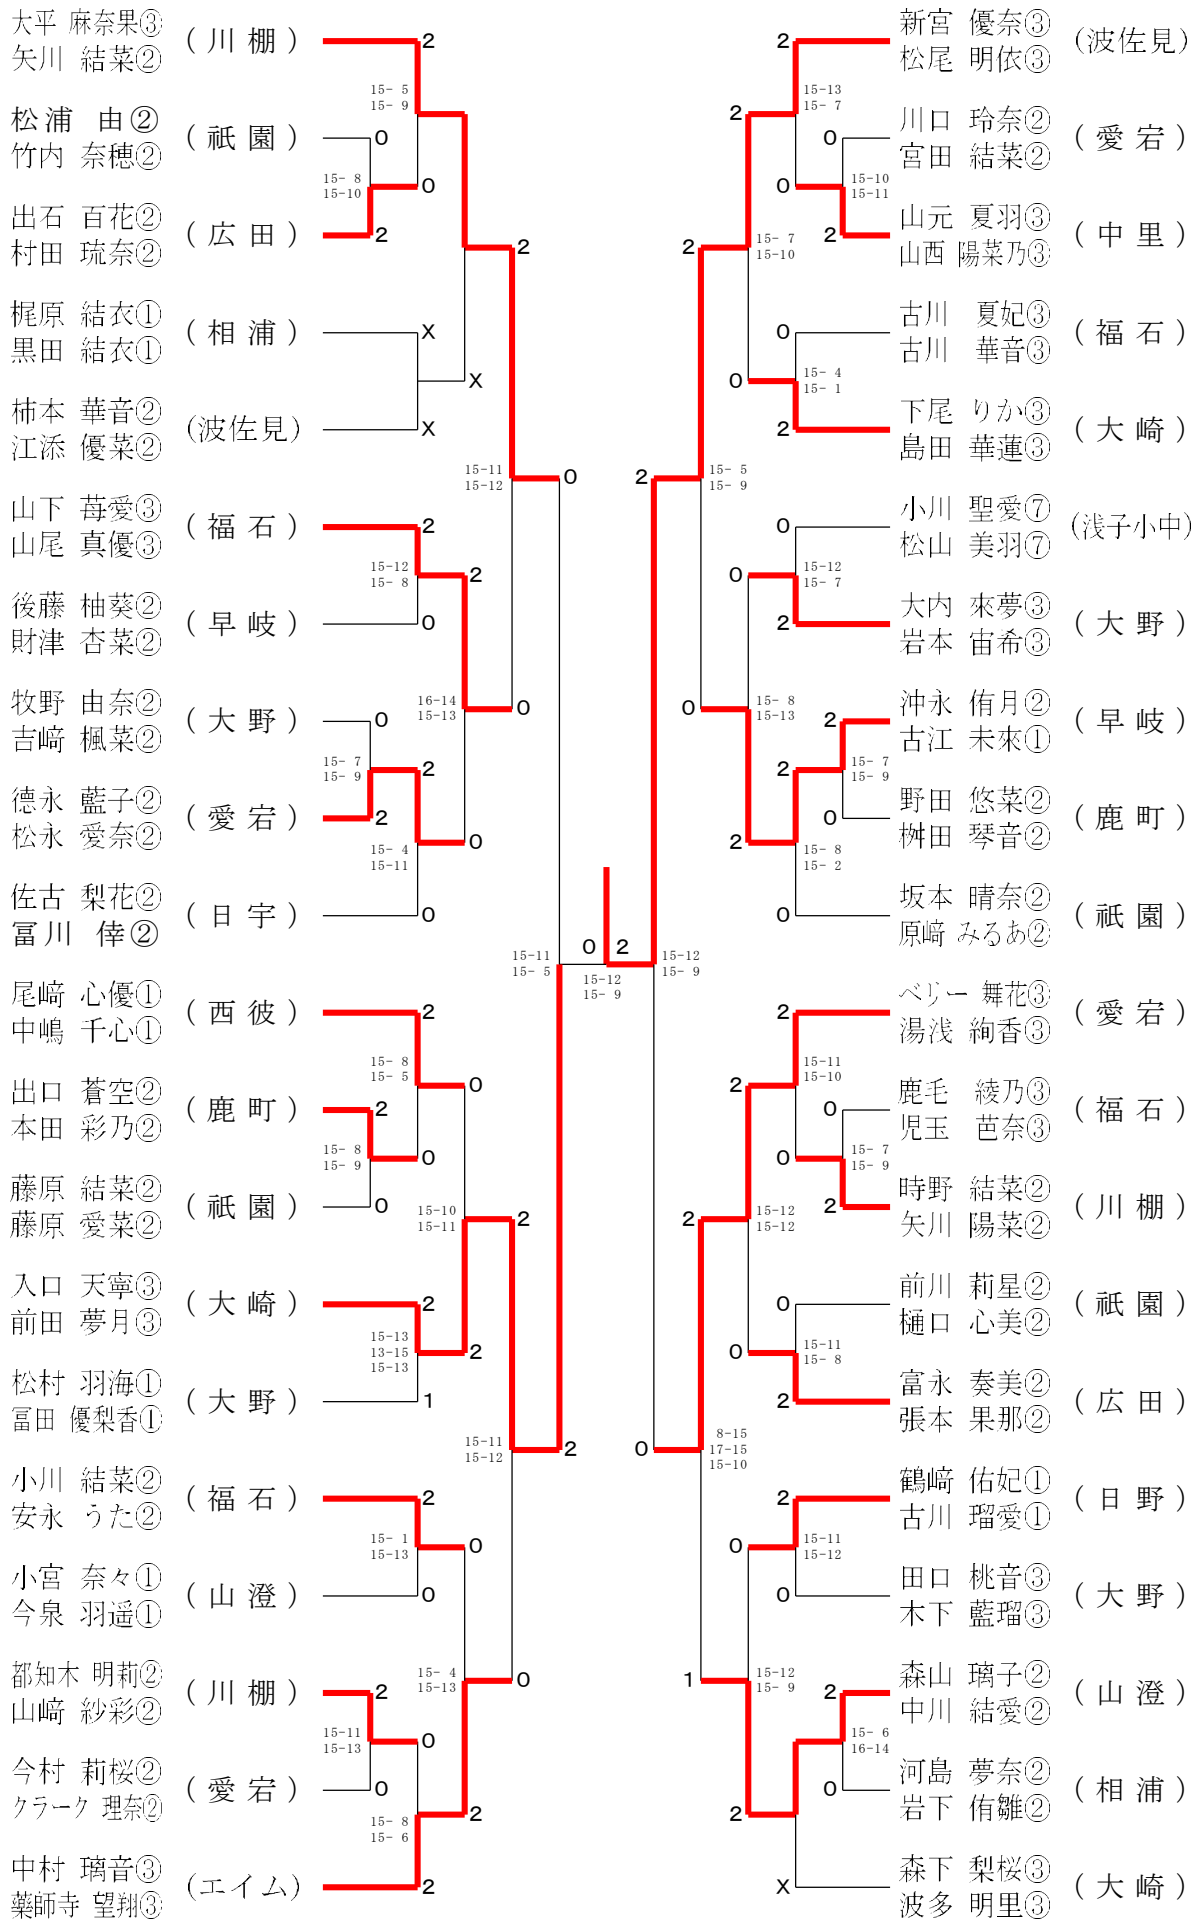 大平 麻奈果③
矢川 結菜②
(川棚)
松浦 由②
竹内 奈穂②
(祇園)
出石 百花②
村田 琉奈②
(広田)
梶原 結衣①
黒田 結衣①
(相浦)
柿本 華音②
江添 優菜②
(波佐見)
山下 苺愛③
山尾 真優③
(福石)
後藤 柚葵②
財津 杏菜②
(早岐)
牧野 由奈②
吉﨑 楓菜②
(大野)
德永 藍子②
松永 愛奈②
(愛宕)
佐古 梨花②
冨川 倖②
(日宇)
尾﨑 心優①
中嶋 千心①
(西彼)
出口 蒼空②
本田 彩乃②
(鹿町)
藤原 結菜②
藤原 愛菜②
(祇園)
入口 天寧③
前田 夢月③
(大崎)
松村 羽海①
冨田 優梨香①
(大野)
小川 結菜②
安永 うた②
(福石)
小宮 奈々①
今泉 羽遥①
(山澄)
都知木 明莉②
山﨑 紗彩②
(川棚)
今村 莉桜②
クラーク 理奈②
(愛宕)
中村 璃音③
薬師寺 望翔③
(エイム)
2
15- 5
15- 9
0
15- 8
15-10
0
2
2
X
X
X
15-11
15-12
0
2
15-12
15- 8
2
0
16-14
15-13
0
0
15- 7
15- 9
2
2
15- 4
15-11
0
0
15-11
15- 5
0
2
15-12
15- 9
2
15- 8
15- 5
0
2
15- 8
15- 9
0
0
15-10
15-11
2
2
15-13
13-15
15-13
2
1
15-11
15-12
2
2
15- 1
15-13
0
0
15- 4
15-13
0
2
15-11
15-13
0
0
15- 8
15- 6
2
2
2
15-13
15- 7
2
0
15-10
15-11
0
2
2
15- 7
15-10
0
15- 4
15- 1
0
2
2
15- 5
15- 9
0
15-12
15- 7
0
2
0
15- 8
15-13
2
15- 7
15- 9
2
0
2
15- 8
15- 2
0
15-12
15- 9
2
15-11
15-10
2
0
15- 7
15- 9
0
2
2
15-12
15-12
0
15-11
15- 8
0
2
0
8-15
17-15
15-10
2
15-11
15-12
0
1
15-12
15- 9
2
15- 6
16-14
0
2
X
新宮 優奈③
松尾 明依③
(波佐見)
川口 玲奈②
宮田 結菜②
(愛宕)
山元 夏羽③
山西 陽菜乃③
(中里)
古川 夏妃③
古川 華音③
(福石)
下尾 りか③
島田 華蓮③
(大崎)
小川 聖愛⑦
松山 美羽⑦
(浅子小中)
大内 來夢③
岩本 宙希③
(大野)
沖永 侑月②
古江 未來①
(早岐)
野田 悠菜②
桝田 琴音②
(鹿町)
坂本 晴奈②
原﨑 みるあ②
(祇園)
ベリー 舞花③
湯浅 絢香③
(愛宕)
鹿毛 綾乃③
児玉 芭奈③
(福石)
時野 結菜②
矢川 陽菜②
(川棚)
前川 莉星②
樋口 心美②
(祇園)
富永 奏美②
張本 果那②
(広田)
鶴﨑 佑妃①
古川 瑠愛①
(日野)
田口 桃音③
木下 藍瑠③
(大野)
森山 璃子②
中川 結愛②
(山澄)
河島 夢奈②
岩下 侑雛②
(相浦)
森下 梨桜③
波多 明里③
(大崎)